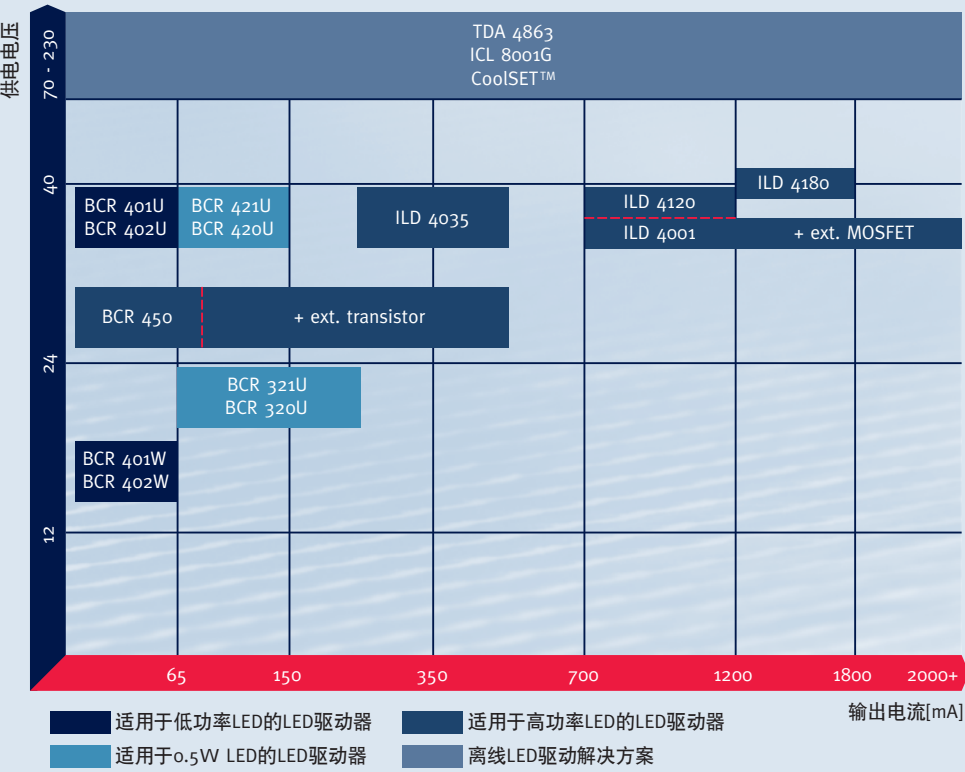 供电电压
70 - 230
TDA 4863
ICL 8001G
CoolSET™
40
BCR 401U
BCR 402U
BCR 421U
BCR 420U
ILD 4035
ILD 4120
ILD 4180
ILD 4001
+ ext. MOSFET
BCR 450
+ ext. transistor
24
BCR 321U
BCR 320U
BCR 401W
BCR 402W
12
65
150
350
700
1200
1800
2000+
输出电流[mA]
适用于低功率LED的LED驱动器
适用于高功率LED的LED驱动器
适用于0.5W LED的LED驱动器
离线LED驱动解决方案